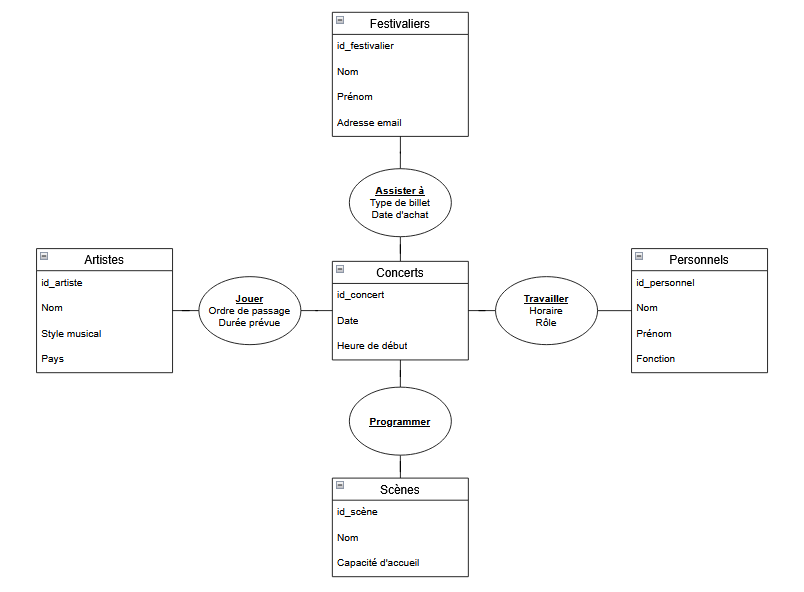 Festivaliers
id_festivalier
Nom
Prénom
Adresse email
Assister à
Type de billet
Date d'achat
Artistes
id_artiste
Nom
Style musical
Pays
Jouer
Ordre de passage
Durée prévue
Concerts
id_concert
Date
Heure de début
Travailler
Horaire
Rôle
Personnels
id_personnel
Nom
Prénom
Fonction
Programmer
Scènes
id_scène
Nom
Capacité d'accueil